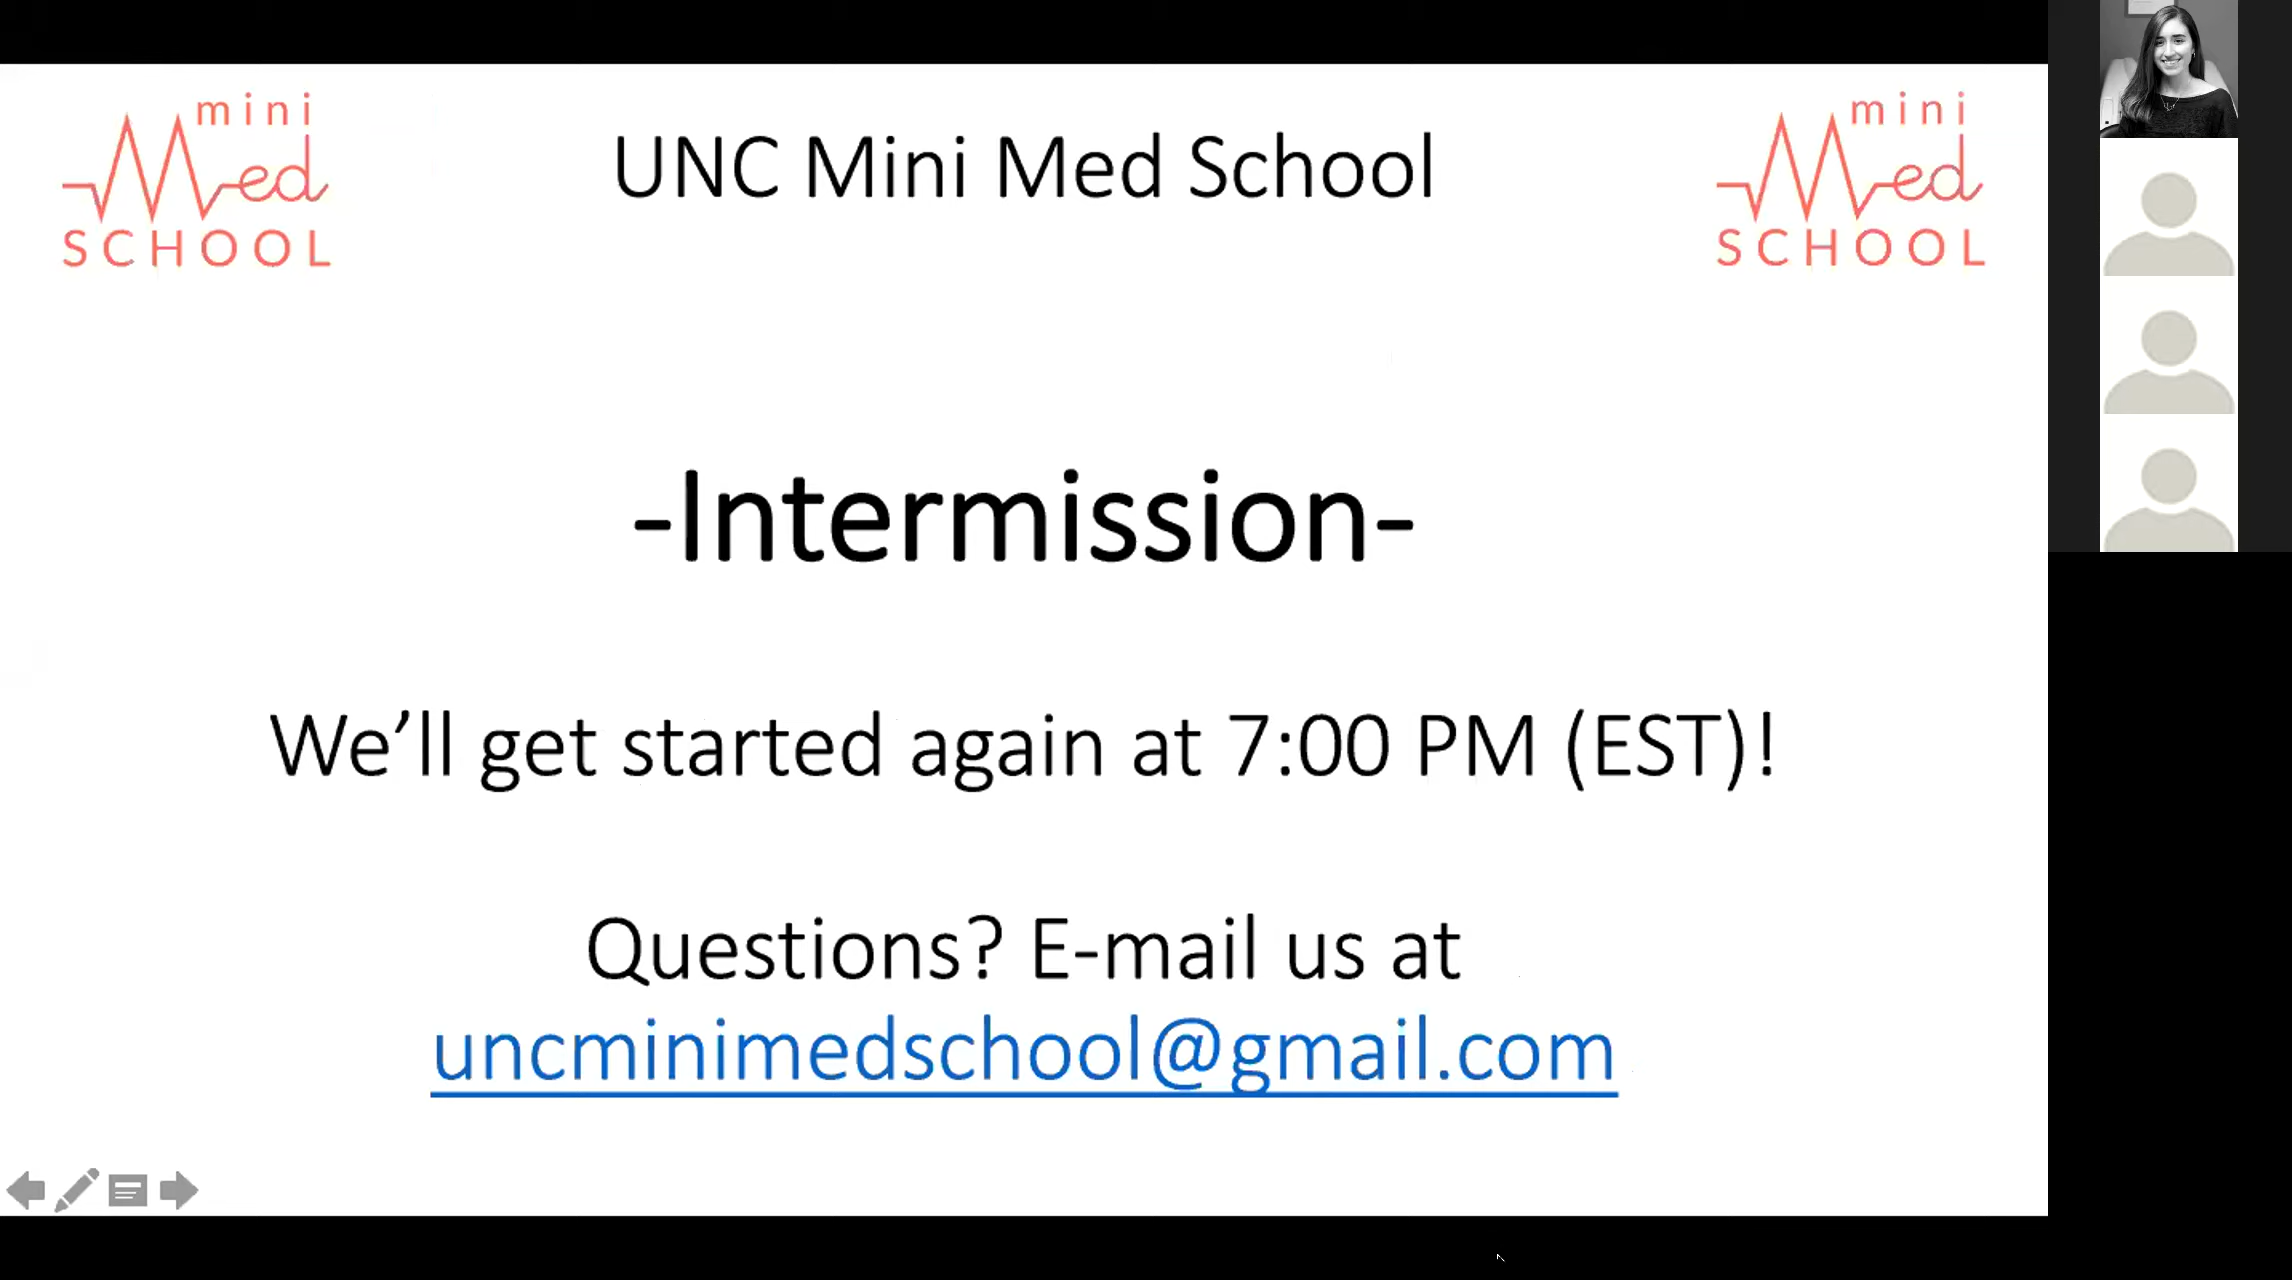 mini
Med
SCHOOL
UNC Mini Med School
mini
Med
SCHOOL
-Intermission-
We’ll get started again at 7:00 PM (EST)!
Questions? E-mail us at
uncminimedschool@gmail.com